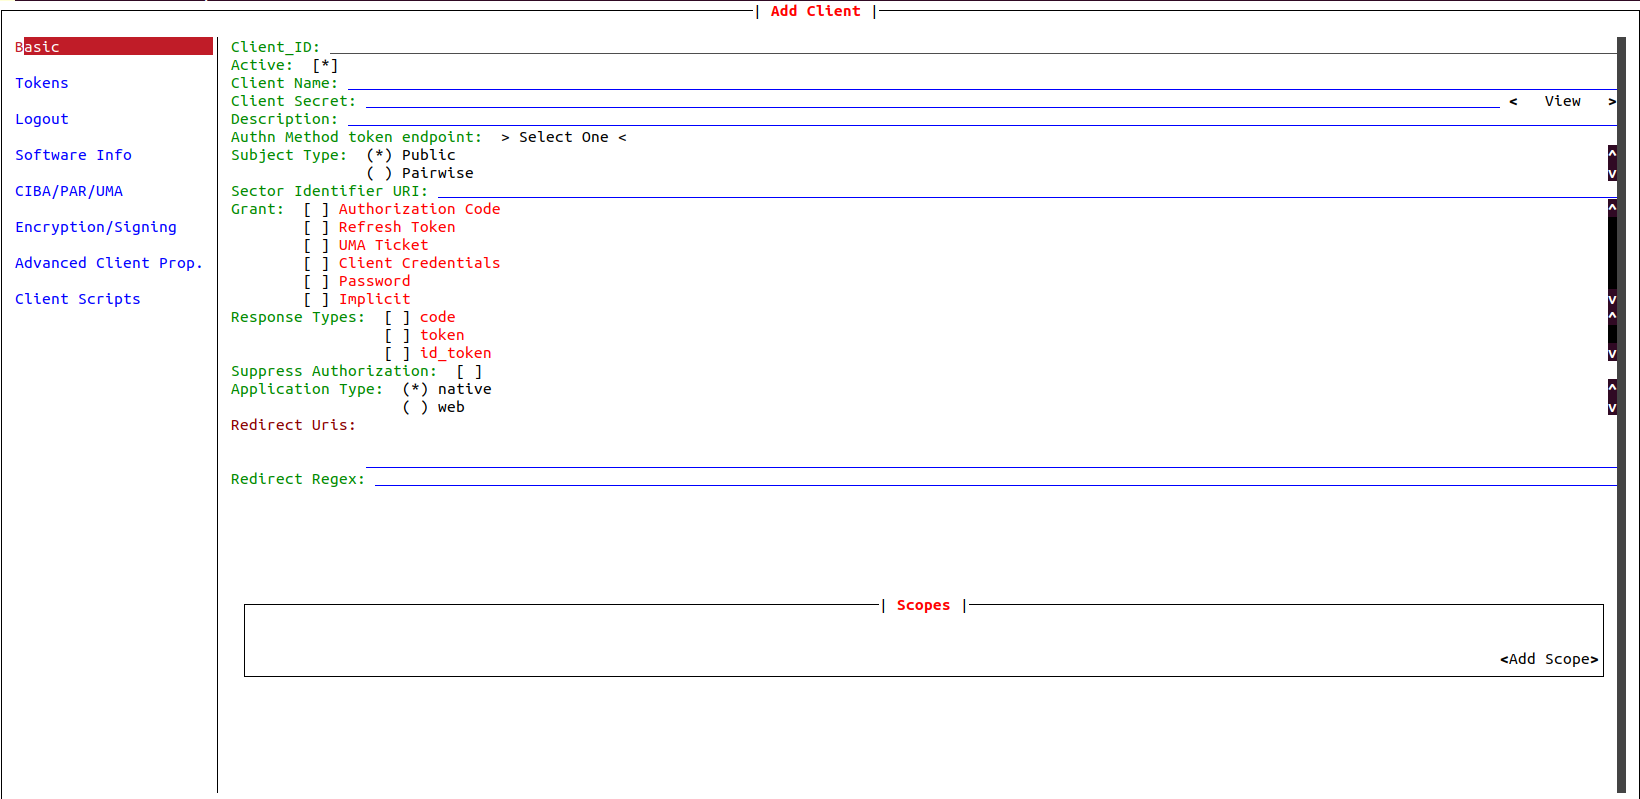 | Add Client |
Basic
Tokens
Logout
Software Info
CIBA/PAR/UMA
Encryption/Signing
Advanced Client Prop.
Client Scripts
Client_ID:
Active: [*]
Client Name:
Client Secret: < View >
Description:
Authn Method token endpoint: > Select One <
Subject Type: (*) Public ^
( ) Pairwise v
Sector Identifier URI:
Grant: [ ] Authorization Code ^
[ ] Refresh Token
[ ] UMA Ticket
[ ] Client Credentials
[ ] Password
[ ] Implicit v
Response Types: [ ] code ^
[ ] token
[ ] id_token v
Suppress Authorization: [ ]
Application Type: (*) native ^
( ) web v
Redirect Uris:
Redirect Regex:
| Scopes |
<Add Scope>